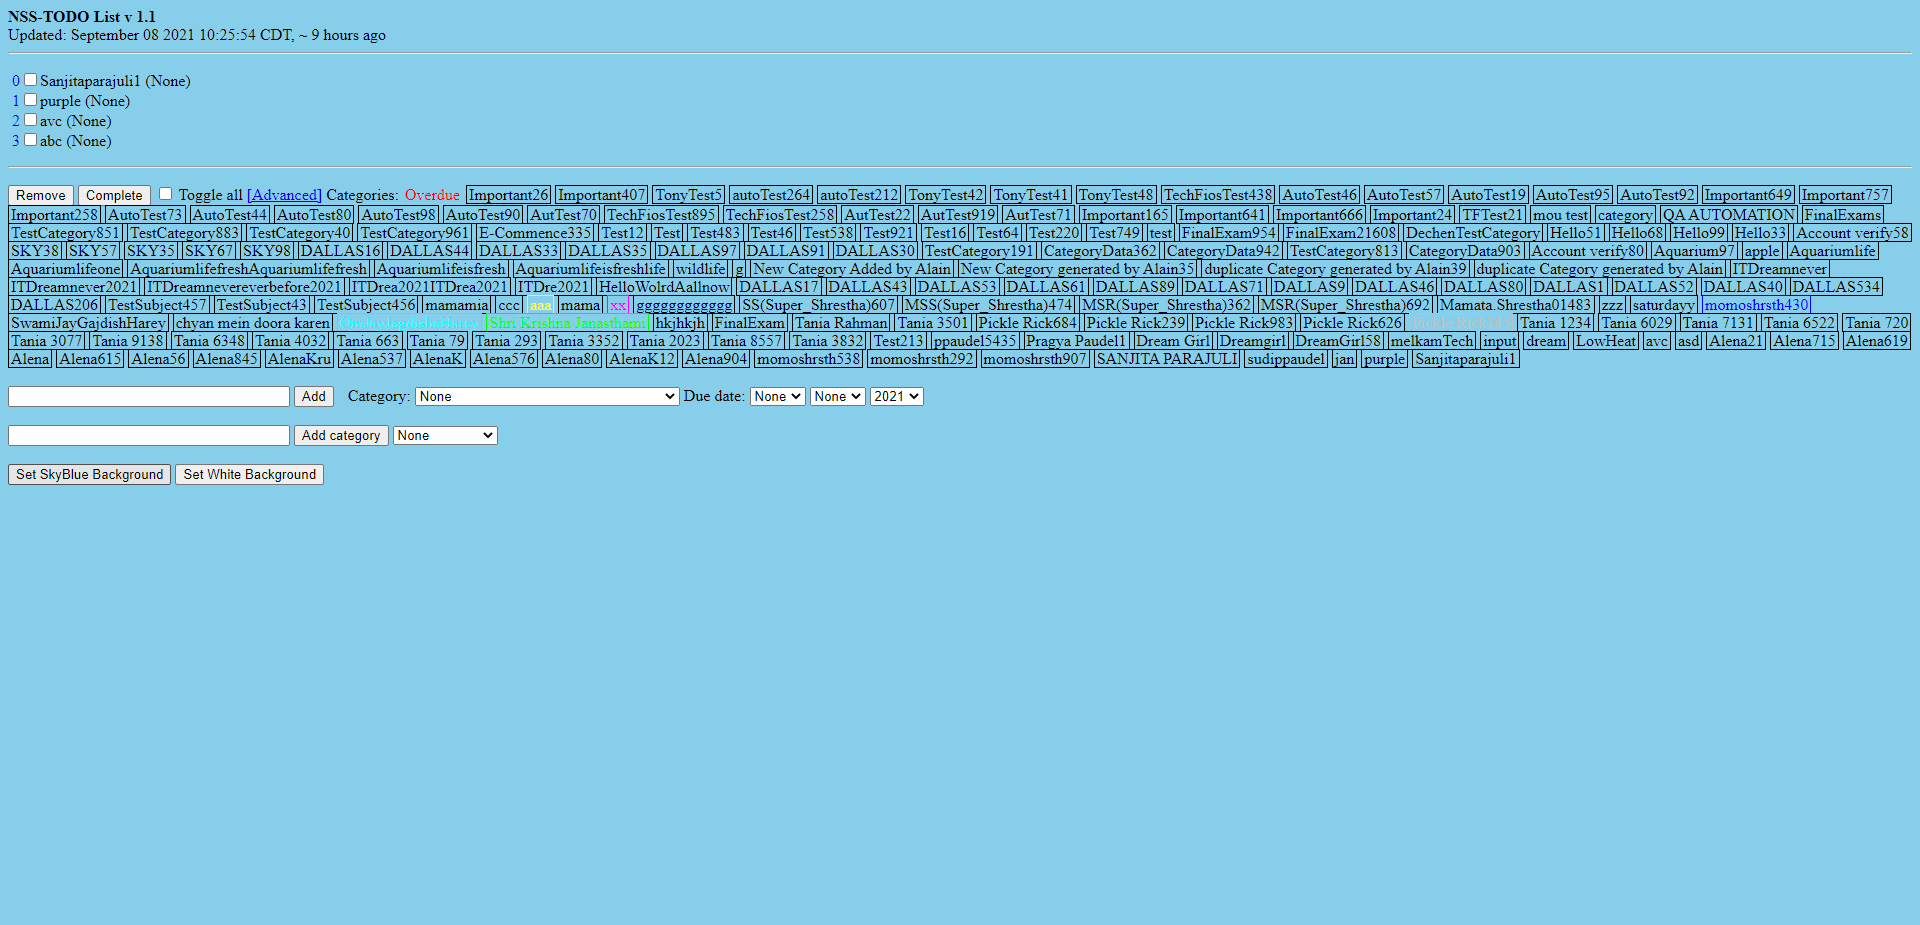 NSS-TODO List v 1.1
Updated: September 08 2021 10:25:54 CDT, ~ 9 hours ago
0 Sanjitaparajuli1 (None)
1 purple (None)
2 avc (None)
3 abc (None)
Remove Complete Toggle all [Advanced] Categories: Overdue Important26 Important407 TonyTest5 autoTest264 autoTest212 TonyTest42 TonyTest41 TonyTest48 TechFiosTest438 AutoTest46 AutoTest57 AutoTest19 AutoTest95 AutoTest92 Important649 Important757
Important258 AutoTest73 AutoTest44 AutoTest80 AutoTest98 AutoTest90 AutTest70 TechFiosTest895 TechFiosTest258 AutTest22 AutTest919 AutTest71 Important165 Important641 Important666 Important24 TFTest21 mou test category QA AUTOMATION FinalExams
TestCategory851 TestCategory883 TestCategory40 TestCategory961 E-Commence335 Test12 Test Test483 Test46 Test538 Test921 Test16 Test64 Test220 Test749 test FinalExam954 FinalExam21608 DechenTestCategory Hello51 Hello68 Hello99 Hello33 Account verify58
SKY38 SKY57 SKY35 SKY67 SKY98 DALLAS16 DALLAS44 DALLAS33 DALLAS35 DALLAS97 DALLAS91 DALLAS30 TestCategory191 CategoryData362 CategoryData942 TestCategory813 CategoryData903 Account verify80 Aquarium97 apple Aquariumlife
Aquariumlifeone AquariumlifefreshAquariumlifefresh Aquariumlifeisfresh Aquariumlifeisfreshlife wildlife g New Category Added by Alain New Category generated by Alain35 duplicate Category generated by Alain39 duplicate Category generated by Alain ITDreamnever
ITDreamnever2021 ITDreamnevereverbefore2021 ITDrea2021ITDrea2021 ITDre2021 HelloWolrdAallnow DALLAS17 DALLAS43 DALLAS53 DALLAS61 DALLAS89 DALLAS71 DALLAS9 DALLAS46 DALLAS80 DALLAS1 DALLAS52 DALLAS40 DALLAS534
DALLAS206 TestSubject457 TestSubject43 TestSubject456 mamamia ccc aaa mama xx gggggggggggg SS(Super_Shrestha)607 MSS(Super_Shrestha)474 MSR(Super_Shrestha)362 MSR(Super_Shrestha)692 Mamata.Shrestha01483 zzz saturdayy momoshrsth430
SwamiJayGajdishHarey chyan mein doora karen Shri Krishna Janasthami hkjhkjh FinalExam Tania Rahman Tania 3501 Pickle Rick684 Pickle Rick239 Pickle Rick983 Pickle Rick626 Tania 1234 Tania 6029 Tania 7131 Tania 6522 Tania 720
Tania 3077 Tania 9138 Tania 6348 Tania 4032 Tania 663 Tania 79 Tania 293 Tania 3352 Tania 2023 Tania 8557 Tania 3832 Test213 ppaudel5435 Pragya Paudel1 Dream Girl Dreamgirl DreamGirl58 melkamTech input dream LowHeat avc asd Alena21 Alena715 Alena619
Alena Alena615 Alena56 Alena845 AlenaKru Alena537 AlenaK Alena576 Alena80 AlenaK12 Alena904 momoshrsth538 momoshrsth292 momoshrsth907 SANJITA PARAJULI sudippaudel jan purple Sanjitaparajuli1
Add Category: None Due date: None None 2021
Add category None
Set SkyBlue Background Set White Background